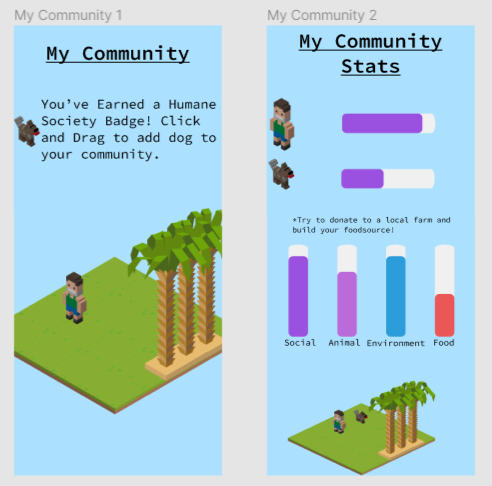 My Community 1
My Community
You've Earned a Humane
Society Badge! Click
and Drag to add dog to
your community.
My Community 2
My Community
Stats
*Try to donate to a local farm and
build your foodsource!
Social Animal Environment Food